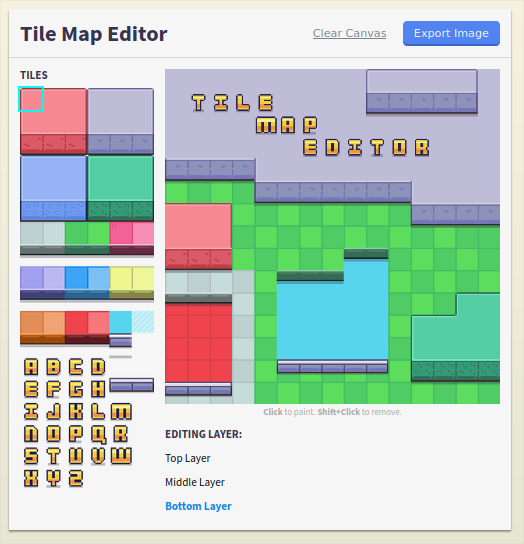 Tile Map Editor
Clear Canvas
Export Image
TILES
TILE
MAP
EDITOR
A B C D
E F G H
I J K L M
N O P Q R
S T U V W
X Y Z
Click to paint. Shift+Click to remove.
EDITING LAYER:
Top Layer
Middle Layer
Bottom Layer